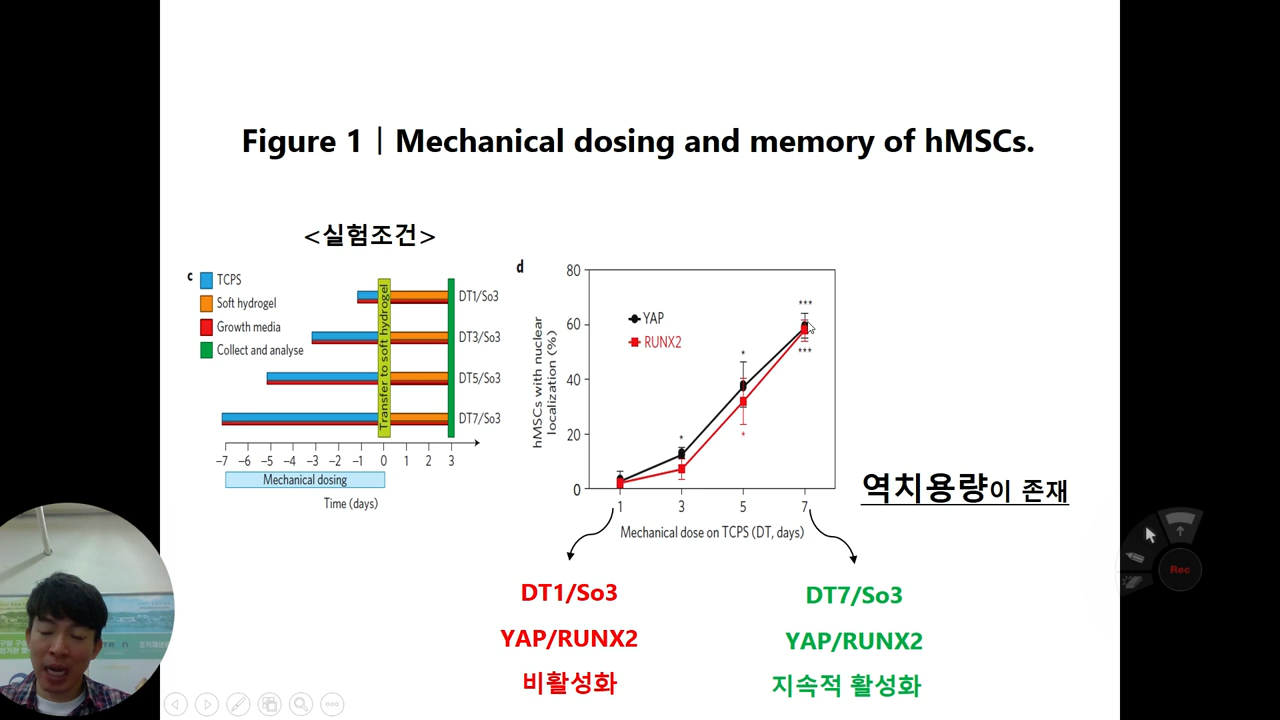 Figure 1｜Mechanical dosing and memory of hMSCs.
<실험조건>
c
TCPS
Soft hydrogel
Growth media
Collect and analyse
Transfer to soft hydrogel
DT1/So3
DT3/So3
DT5/So3
DT7/So3
−7 −6 −5 −4 −3 −2 −1 0 1 2 3
Mechanical dosing
Time (days)
d
80
60
40
20
0
hMSCs with nuclear
localization (%)
YAP
RUNX2
*
*
*
***
***
1 3 5 7
Mechanical dose on TCPS (DT, days)
역치용량이 존재
DT1/So3
YAP/RUNX2
비활성화
DT7/So3
YAP/RUNX2
지속적 활성화
Rec